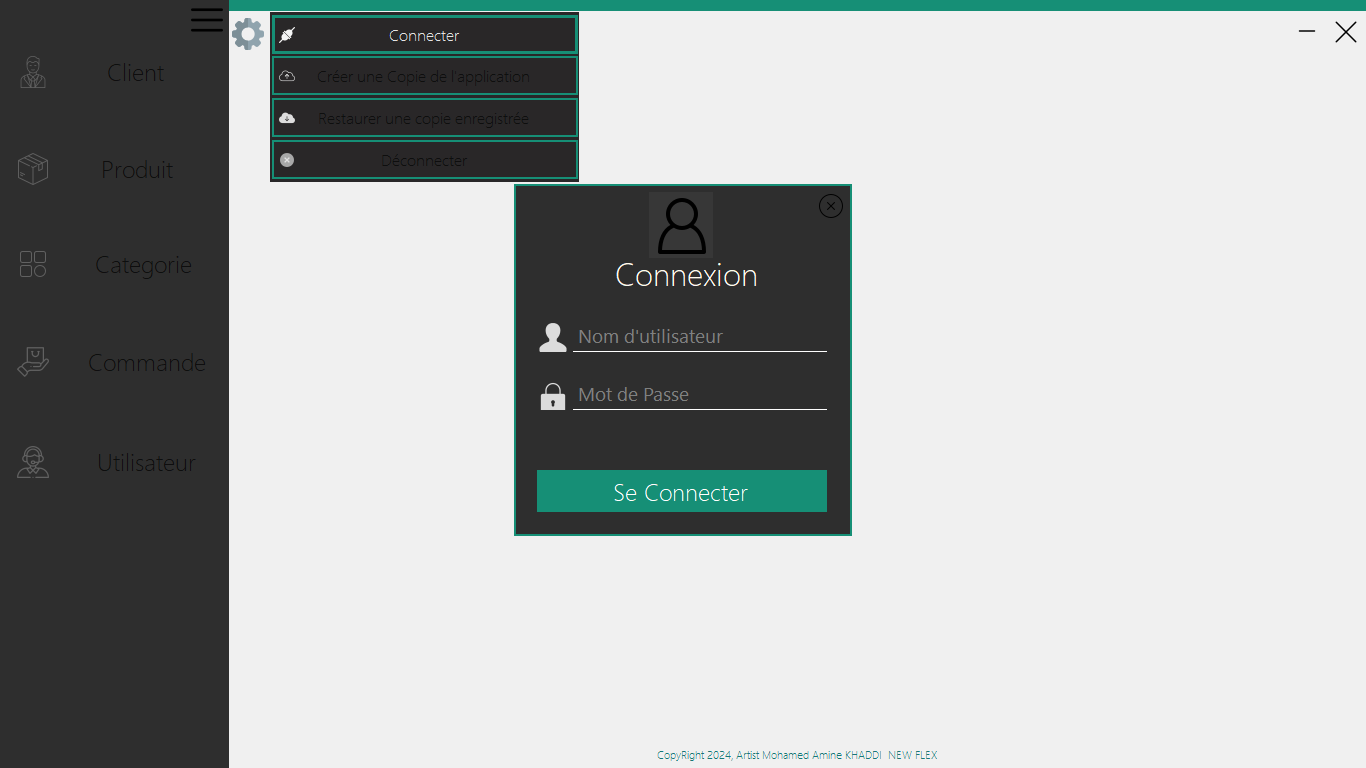 Client
Produit
Categorie
Commande
Utilisateur
Connecter
Créer une Copie de l'application
Restaurer une copie enregistrée
Déconnecter
Connexion
Nom d'utilisateur
Mot de Passe
Se Connecter
CopyRight 2024, Artist Mohamed Amine KHADDI  NEW FLEX